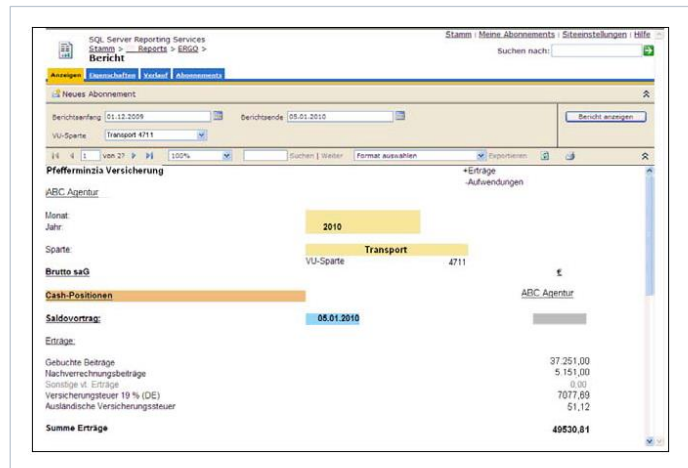 SQL Server Reporting Services
Stamm > __Reports > ERGO >
Bericht
Stamm | Meine Abonnements | Siteeinstellungen | Hilfe
Suchen nach:
Anzeigen Eigenschaften Verlauf Abonnements
Neues Abonnement
Berichtsanfang 01.12.2009 Berichtsende 05.01.2010 Bericht anzeigen
VU-Sparte Transport 4711
1 von 27 100% Suchen | Weiter Format auswählen Exportieren
Pfefferminzia Versicherung +Erträge
-Aufwendungen
ABC Agentur
Monat:
Jahr: 2010
Sparte: Transport
VU-Sparte 4711
Brutto saG €
Cash-Positionen ABC Agentur
Saldovortrag: 05.01.2010
Erträge:
Gebuchte Beiträge 37.251,00
Nachverrechnungsbeiträge 5.151,00
Sonstige vt. Erträge 0,00
Versicherungsteuer 19 % (DE) 7077,69
Ausländische Versicherungssteuer 51,12
Summe Erträge 49530,81